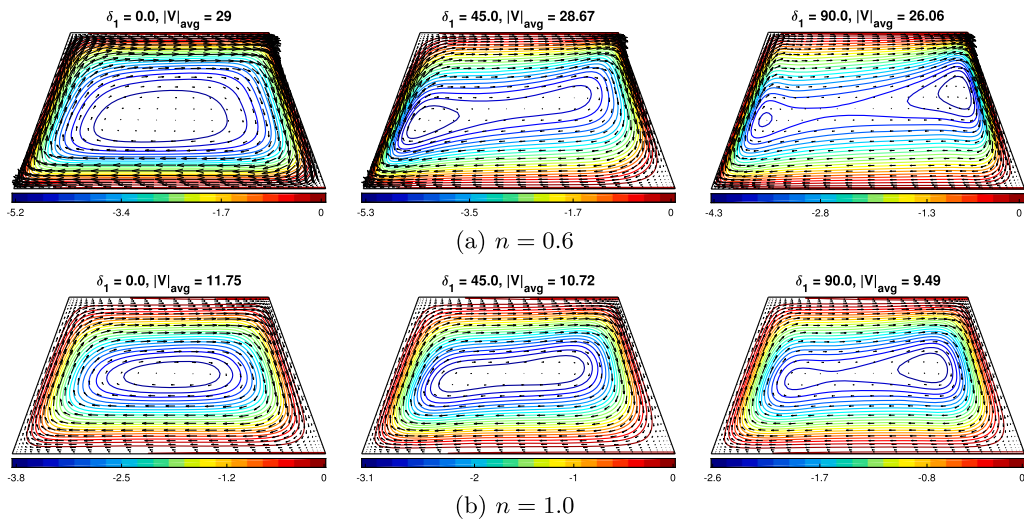 δ1 = 0.0, |V|avg = 29
δ1 = 45.0, |V|avg = 28.67
δ1 = 90.0, |V|avg = 26.06
-5.2 -3.4 -1.7 0
-5.3 -3.5 -1.7 0
-4.3 -2.8 -1.3 0
(a) n = 0.6
δ1 = 0.0, |V|avg = 11.75
δ1 = 45.0, |V|avg = 10.72
δ1 = 90.0, |V|avg = 9.49
-3.8 -2.5 -1.2 0
-3.1 -2 -1 0
-2.6 -1.7 -0.8 0
(b) n = 1.0